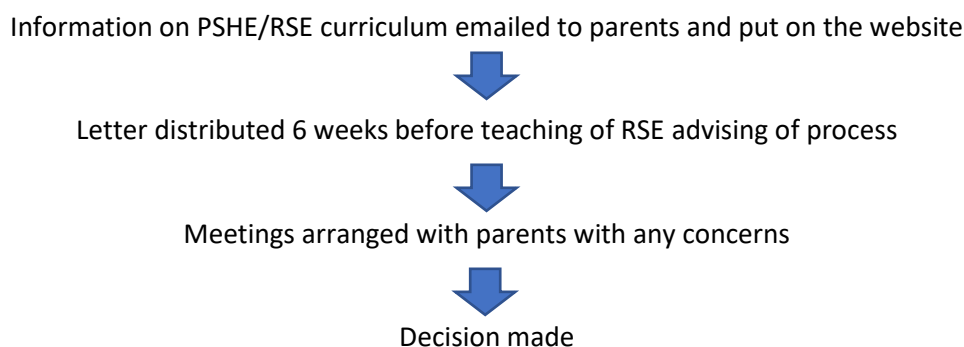 Information on PSHE/RSE curriculum emailed to parents and put on the website
Letter distributed 6 weeks before teaching of RSE advising of process
Meetings arranged with parents with any concerns
Decision made